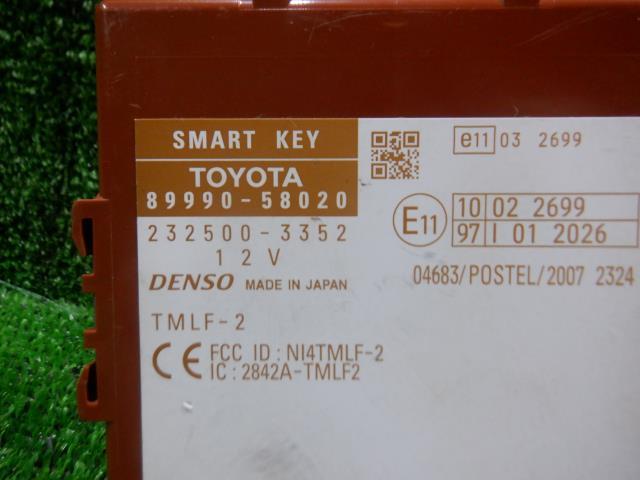 SMART KEY
TOYOTA
89990-58020
232500-3352
12V
DENSO MADE IN JAPAN
TMLF-2
CE FCC ID : NI4TMLF-2
IC : 2842A-TMLF2
e11 03 2699
E11
10 02 2699
97 I 01 2026
04683/POSTEL/2007 2324